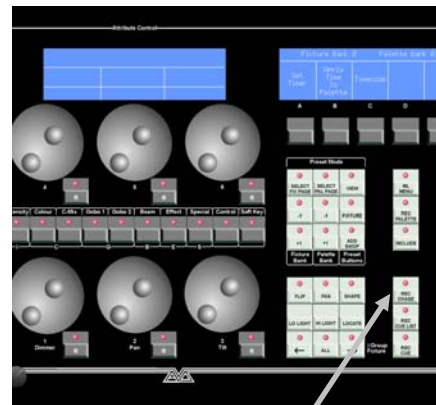 Attribute Control
Fixture Bank 0 Palette Bank 0
Set Timer
Apply Time To Palette
Timecode
A B C D
4 5 6
Preset Mode
SELECT FIX PAGE
SELECT PAL PAGE
VIEW
ML MENU
-1 -1 FIXTURE
REC PALETTE
+1 +1 ADD SWOP
INCLUDE
Fixture Bank
Palette Bank
Preset Buttons
Intensity Colour C-Mix Gobo 1 Gobo 2 Beam Effect Special Control Soft Key
FLIP FAN SHAPE
REC CHASE
LO LIGHT HI LIGHT LOCATE
REC CUE LIST
ALL
REC CUE
1 Dimmer
2 Pan
3 Tilt